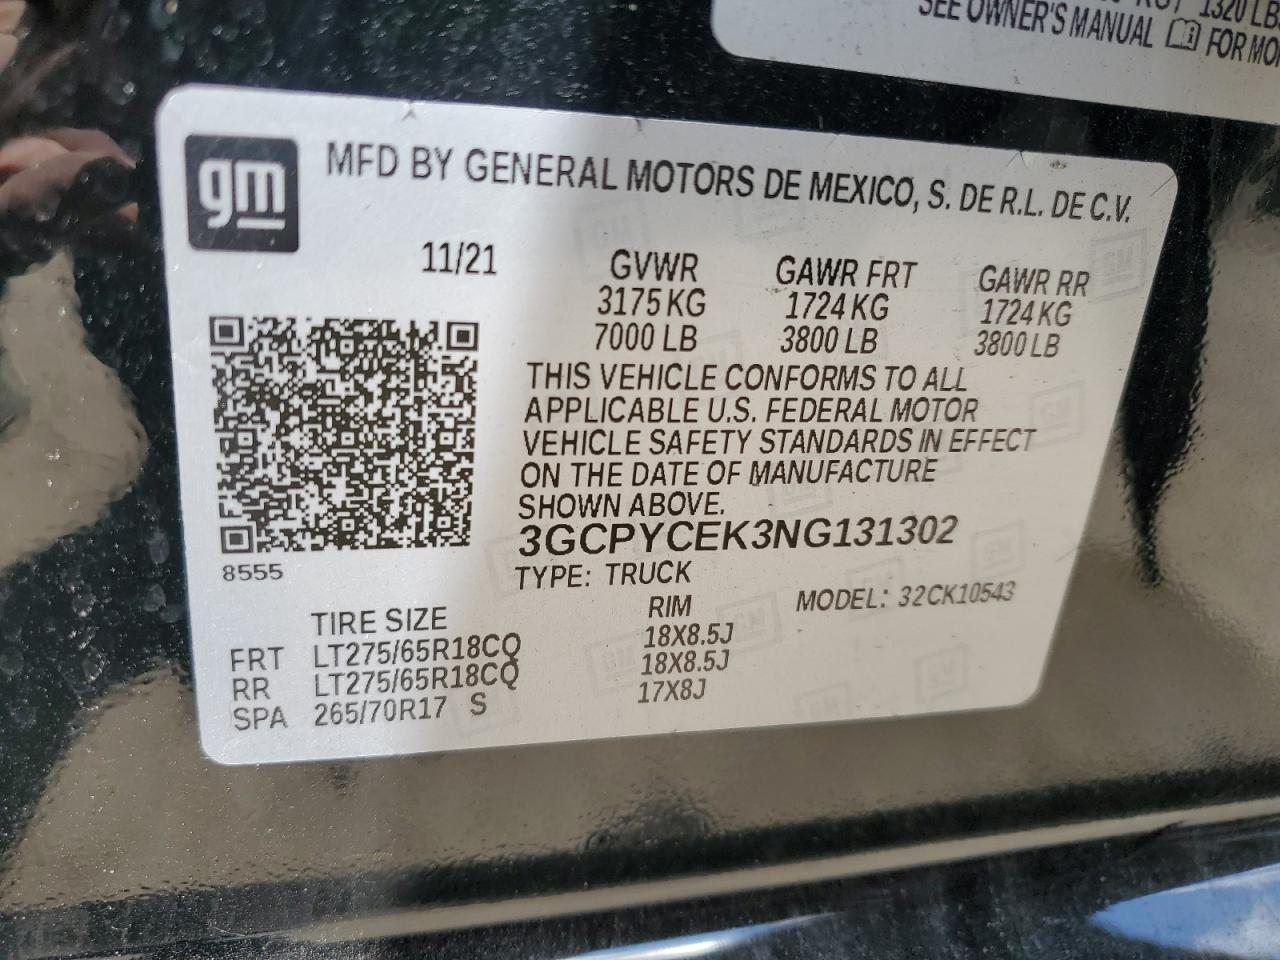 1320 LB
SEE OWNER'S MANUAL FOR
gm
MFD BY GENERAL MOTORS DE MEXICO, S. DE R.L. DE C.V.
11/21 GVWR GAWR FRT GAWR RR
3175 KG 1724 KG 1724 KG
7000 LB 3800 LB 3800 LB
THIS VEHICLE CONFORMS TO ALL
APPLICABLE U.S. FEDERAL MOTOR
VEHICLE SAFETY STANDARDS IN EFFECT
ON THE DATE OF MANUFACTURE
SHOWN ABOVE.
3GCPYCEK3NG131302
8555
TYPE: TRUCK
MODEL: 32CK10543
TIRE SIZE RIM
FRT LT275/65R18CQ 18X8.5J
RR LT275/65R18CQ 18X8.5J
SPA 265/70R17 S 17X8J